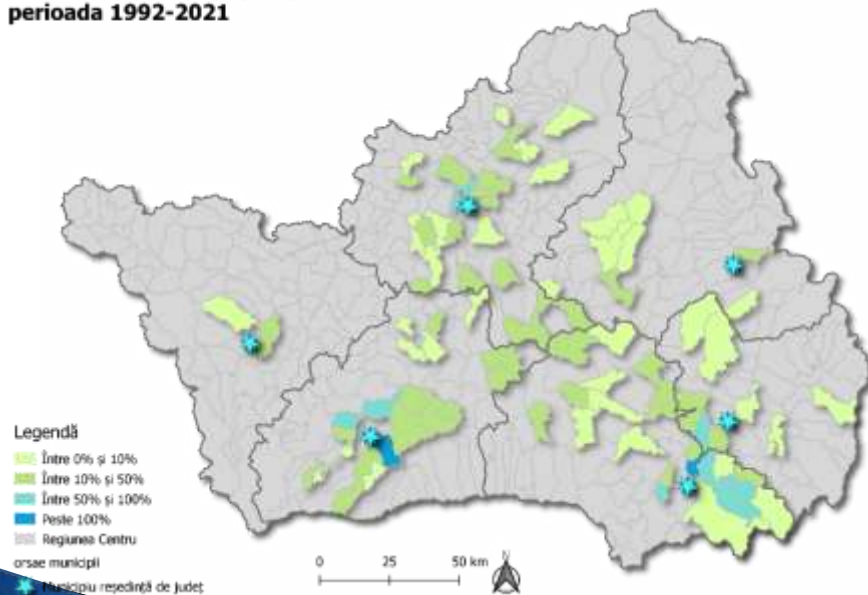 perioada 1992-2021
Legendă
Între 0% și 10%
Între 10% și 50%
Între 50% și 100%
Peste 100%
Regiunea Centru
orsae municipii
Municipiu reședință de județ
0 25 50 km
N